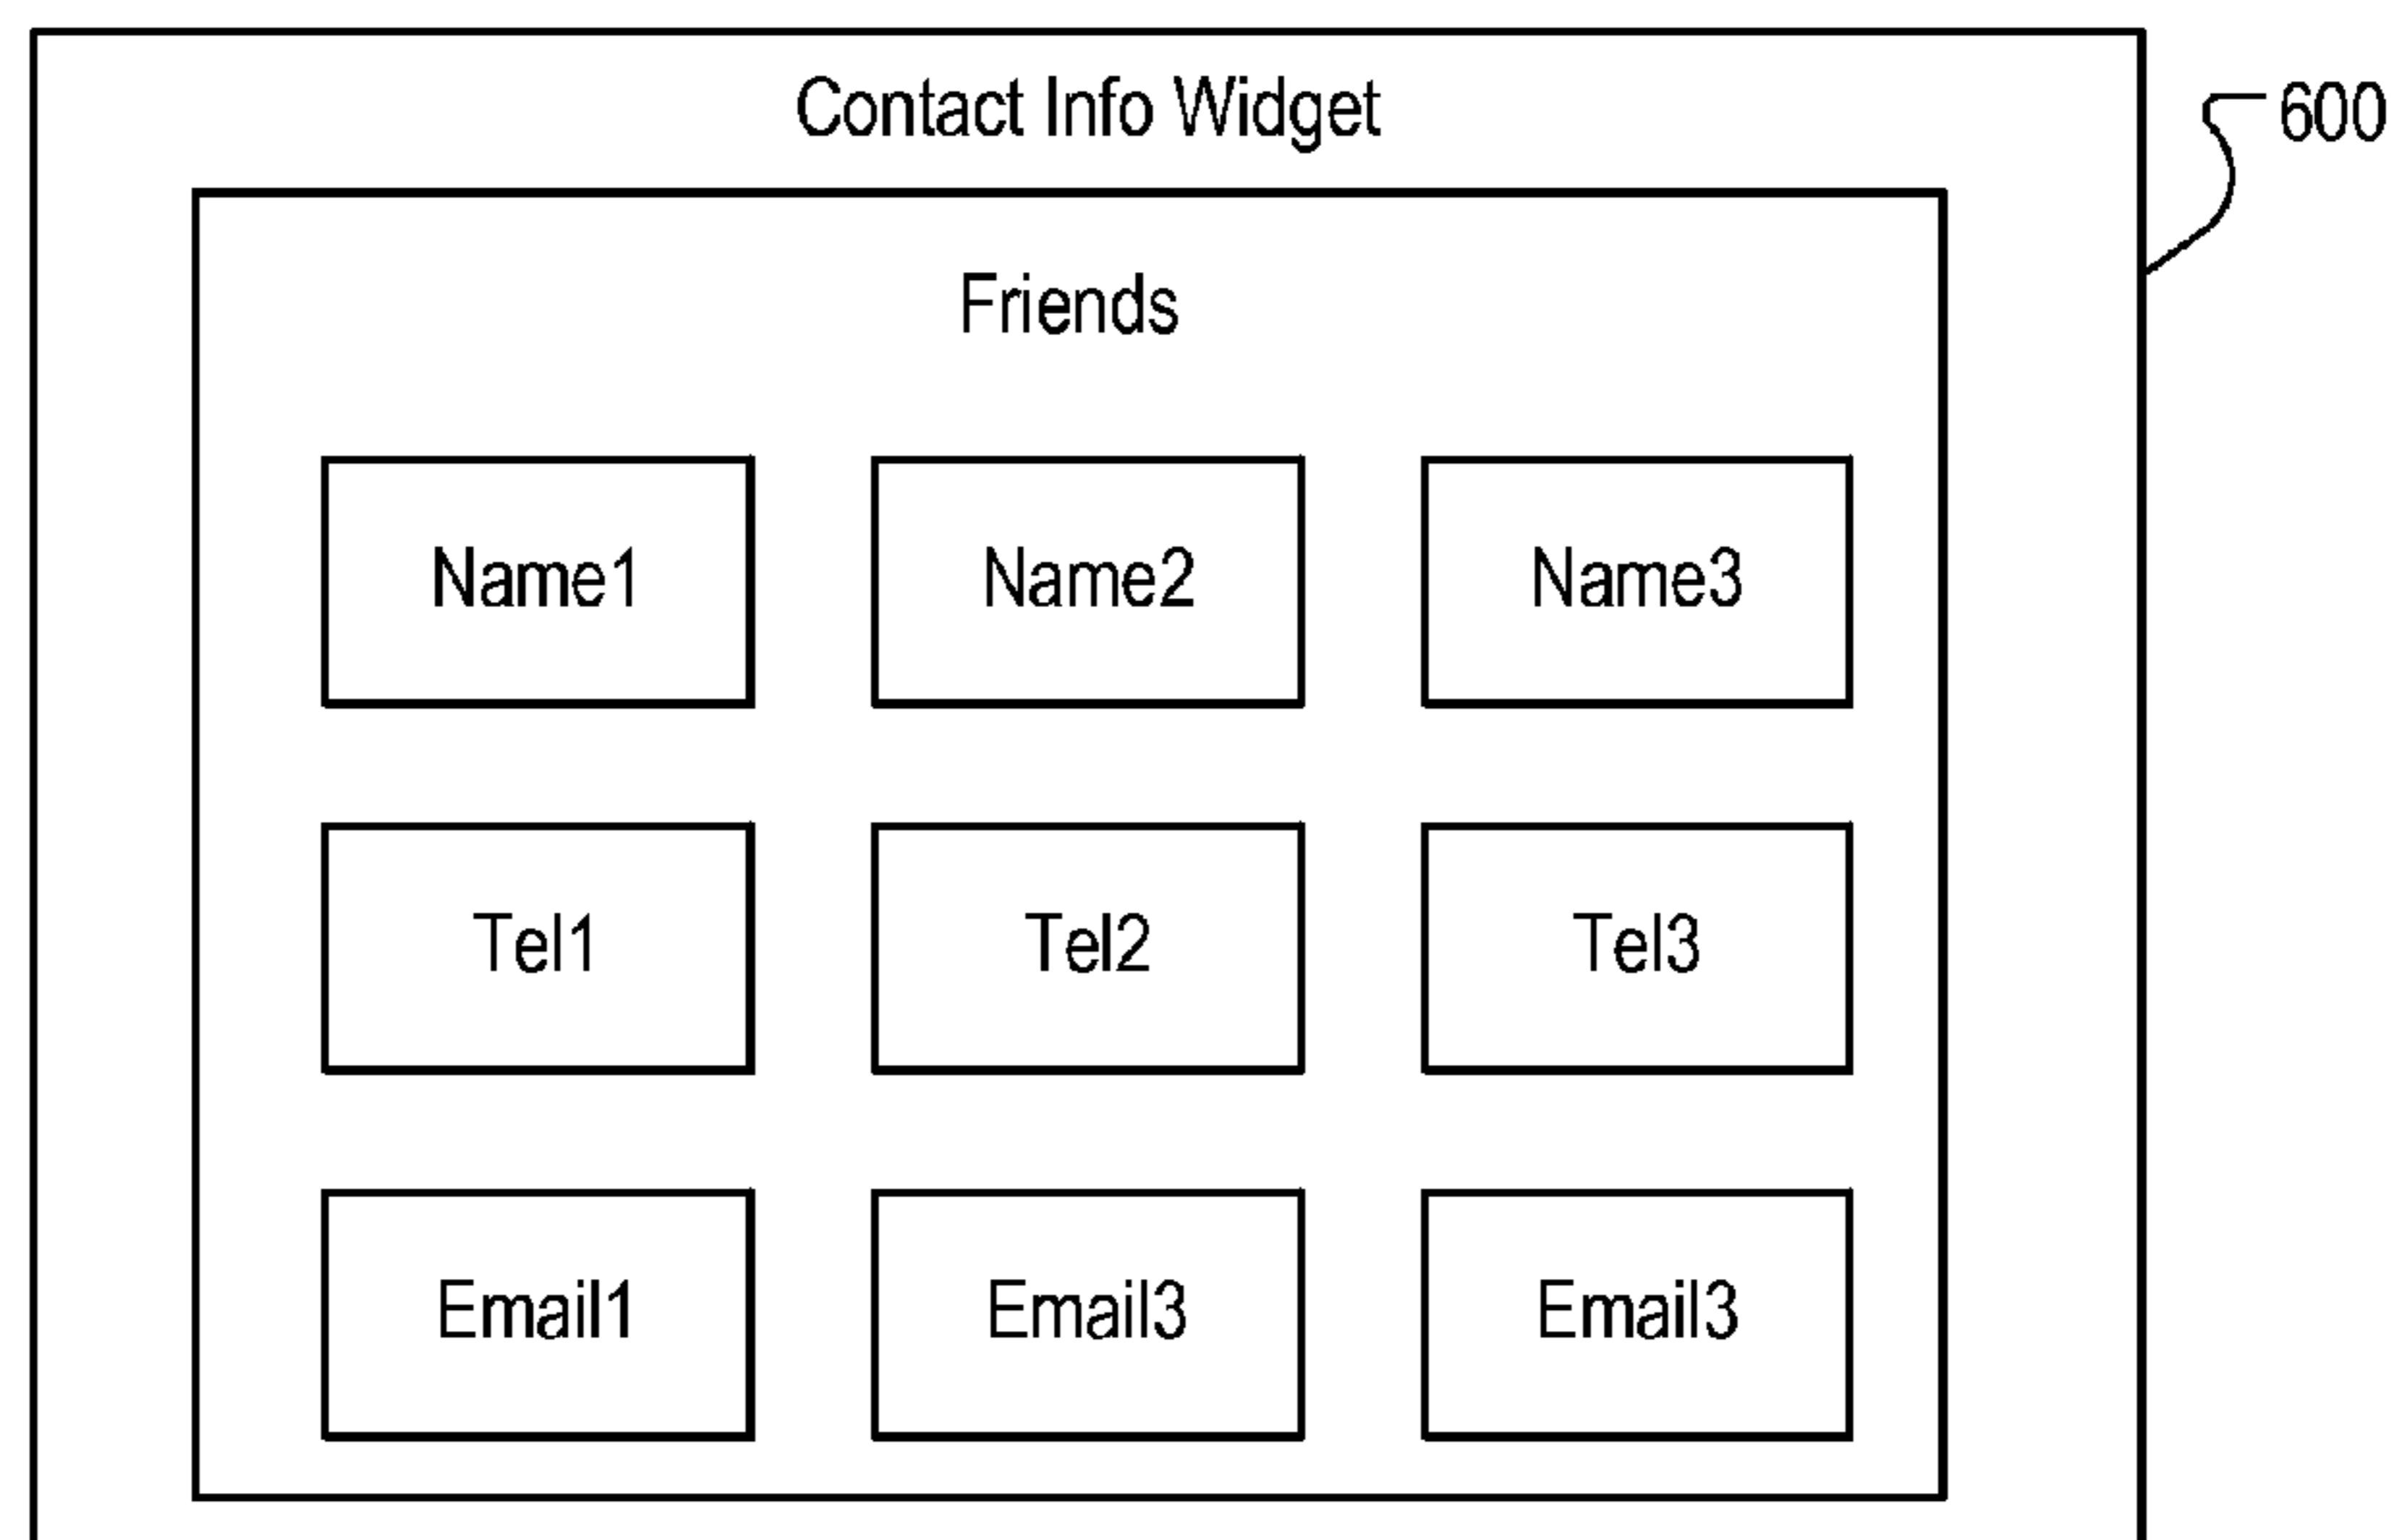 Contact Info Widget
600
Friends
Name1 Name2 Name3
Tel1 Tel2 Tel3
Email1 Email3 Email3